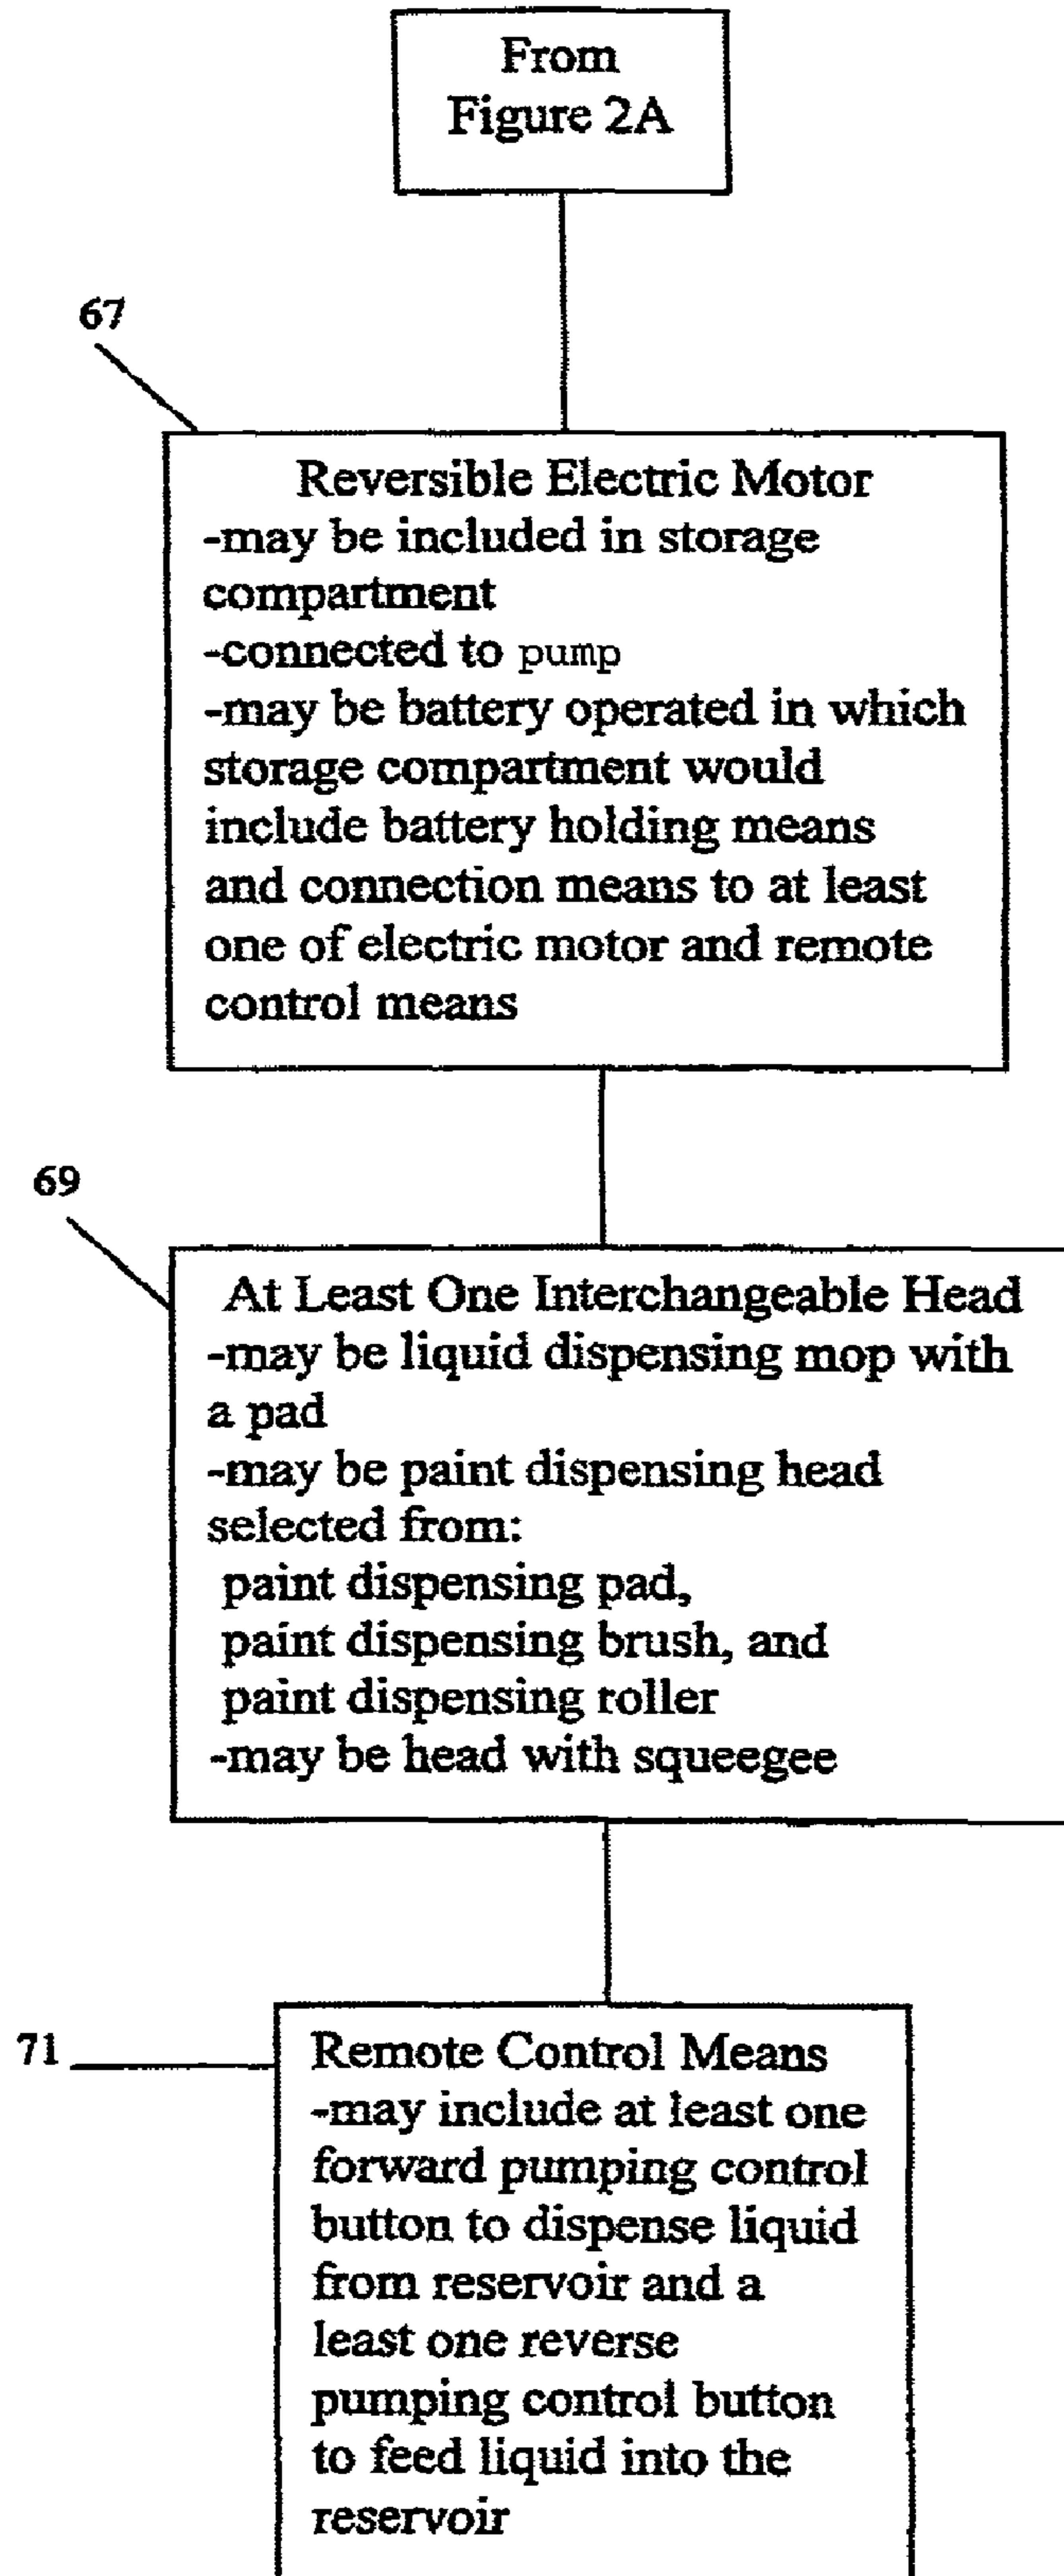 From
Figure 2A
67
Reversible Electric Motor
-may be included in storage
compartment
-connected to pump
-may be battery operated in which
storage compartment would
include battery holding means
and connection means to at least
one of electric motor and remote
control means
69
At Least One Interchangeable Head
-may be liquid dispensing mop with
a pad
-may be paint dispensing head
selected from:
paint dispensing pad,
paint dispensing brush, and
paint dispensing roller
-may be head with squeegee
71
Remote Control Means
-may include at least one
forward pumping control
button to dispense liquid
from reservoir and a
least one reverse
pumping control button
to feed liquid into the
reservoir